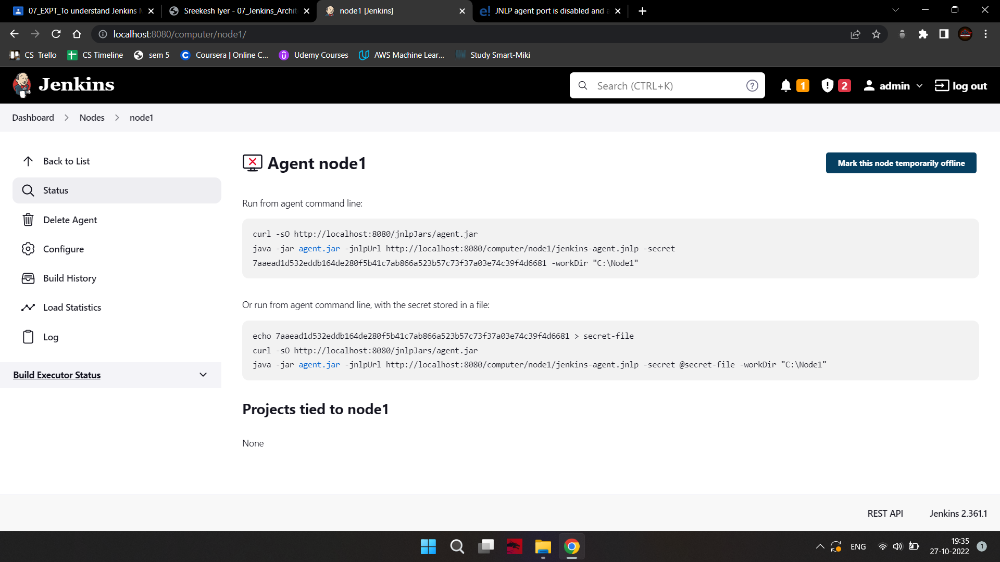 07_EXPT_To understand Jenkins
Sreekesh Iyer - 07_Jenkins_Archit
node1 [Jenkins]
JNLP agent port is disabled and
localhost:8080/computer/node1/
CS Trello
CS Timeline
sem 5
Coursera | Online C...
Udemy Courses
AWS Machine Lear...
Study Smart-Miki
Jenkins
Search (CTRL+K)
1
2
admin
log out
Dashboard
Nodes
node1
Back to List
Status
Delete Agent
Configure
Build History
Load Statistics
Log
Build Executor Status
Agent node1
Mark this node temporarily offline
Run from agent command line:
curl -sO http://localhost:8080/jnlpJars/agent.jar
java -jar agent.jar -jnlpUrl http://localhost:8080/computer/node1/jenkins-agent.jnlp -secret
7aaead1d532eddb164de280f5b41c7ab866a523b57c73f37a03e74c39f4d6681 -workDir "C:\Node1"
Or run from agent command line, with the secret stored in a file:
echo 7aaead1d532eddb164de280f5b41c7ab866a523b57c73f37a03e74c39f4d6681 > secret-file
curl -sO http://localhost:8080/jnlpJars/agent.jar
java -jar agent.jar -jnlpUrl http://localhost:8080/computer/node1/jenkins-agent.jnlp -secret @secret-file -workDir "C:\Node1"
Projects tied to node1
None
REST API
Jenkins 2.361.1
ENG
19:35
27-10-2022
1